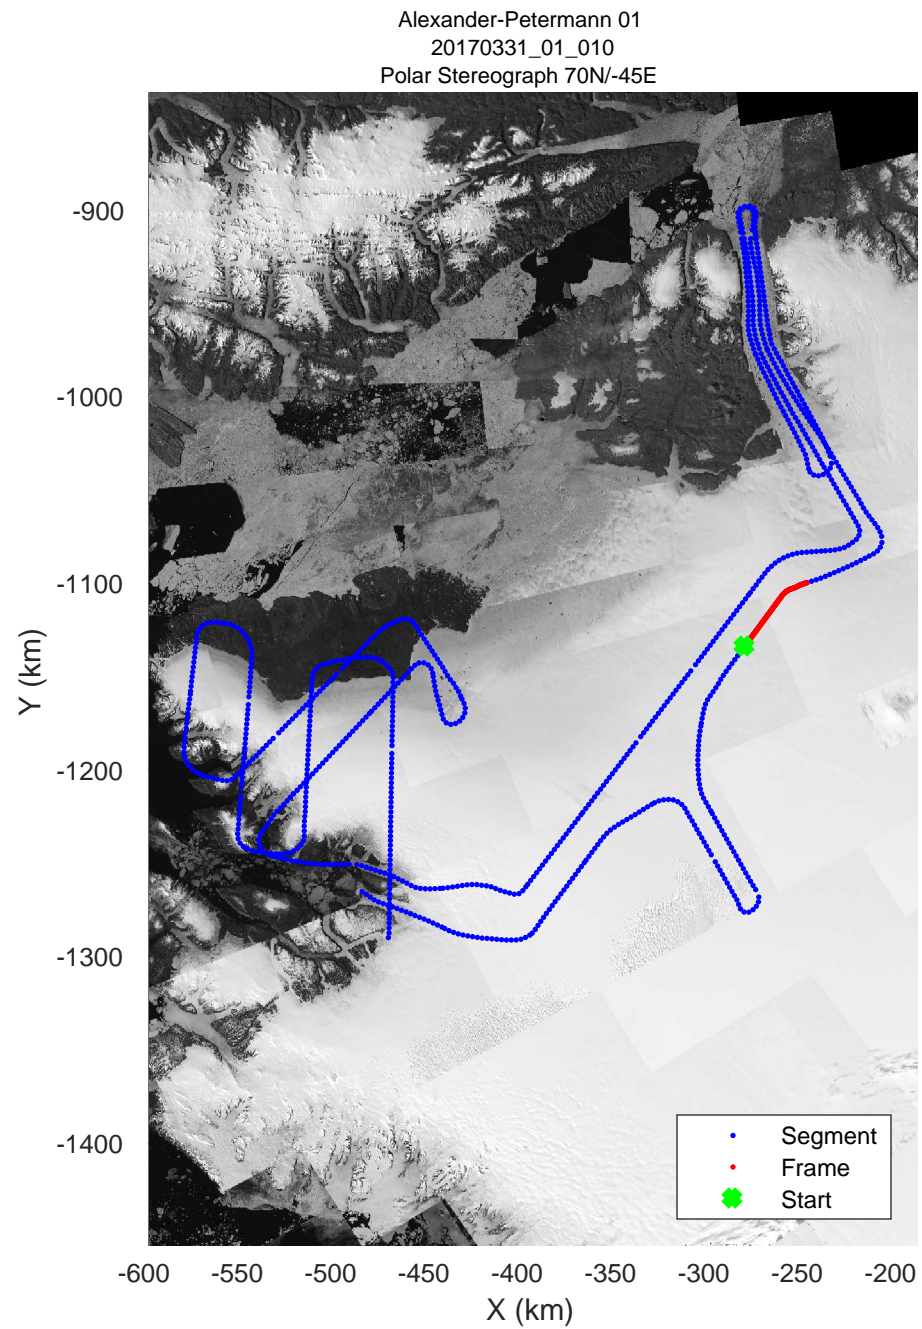 Alexander-Petermann 01
20170331_01_010
Polar Stereograph 70N/-45E
-900
-1000
-1100
-1200
-1300
-1400
Y (km)
Segment
Frame
Start
-600 -550 -500 -450 -400 -350 -300 -250 -200
X (km)